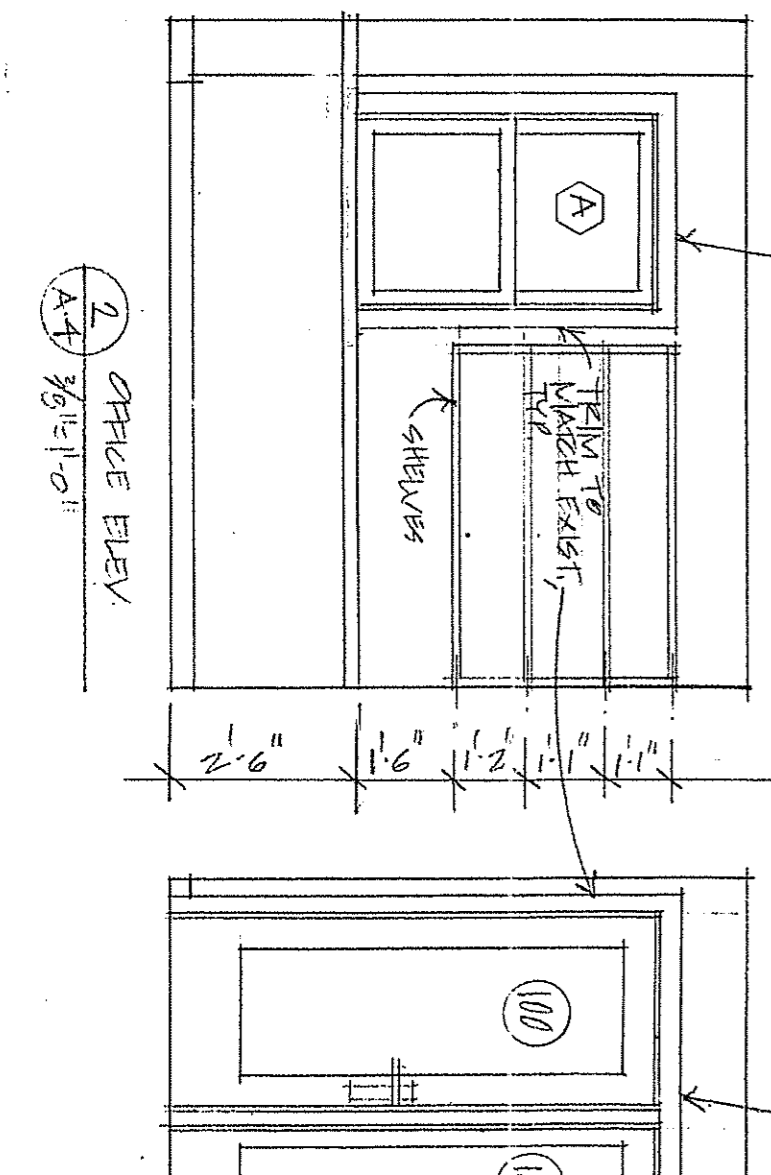 A
TRIM TO
MATCH EXIST,
TYP
SHELVES
1'-1"
1'-1"
1'-2"
1'-6"
2'-6"
100
2
A.4
OFFICE ELEV.
3/8"=1'-0"